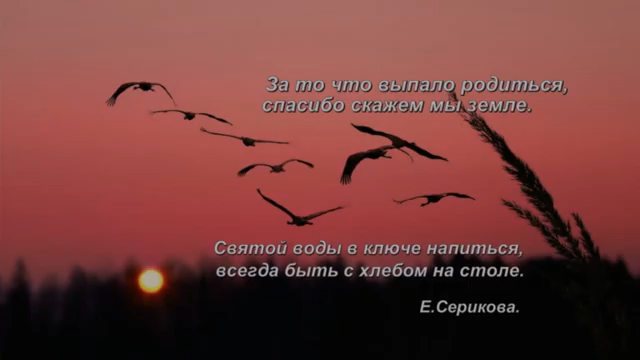 За то что выпало родиться,
спасибо скажем мы земле.
Святой воды в ключе напиться,
всегда быть с хлебом на столе.
Е.Серикова.